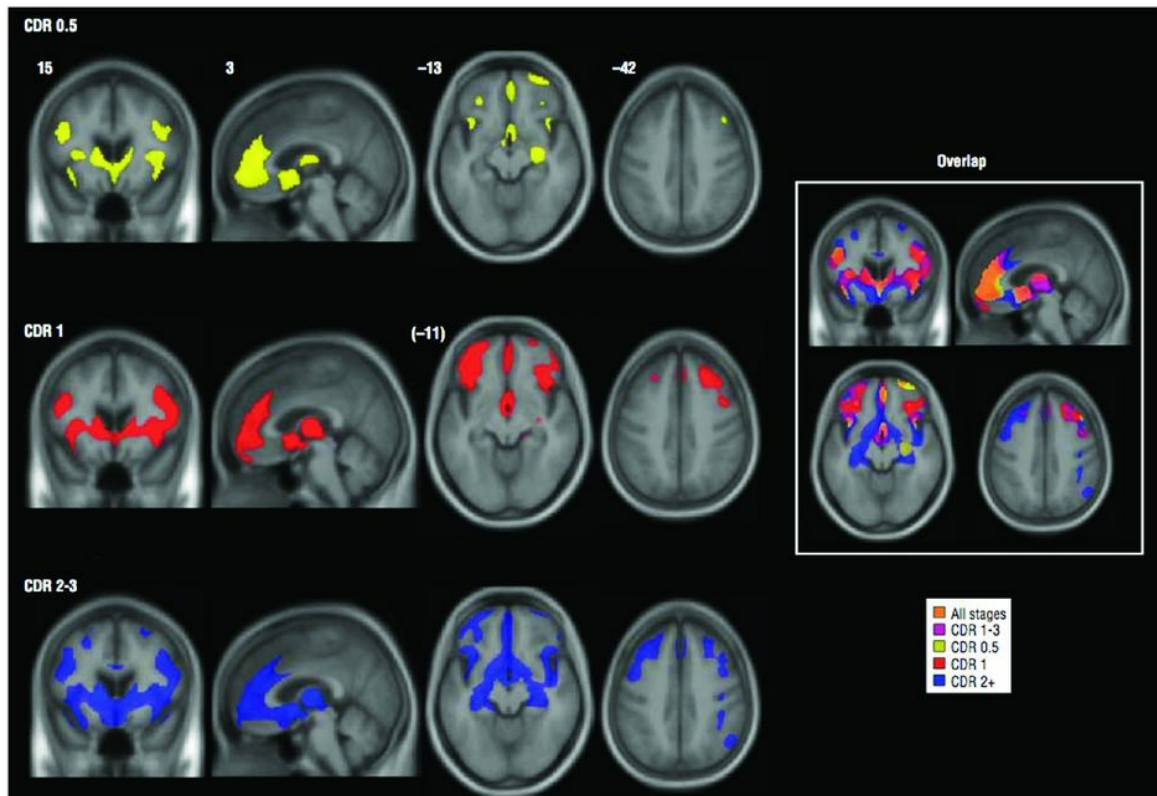 CDR 0.5
15
3
–13
–42
Overlap
CDR 1
(–11)
CDR 2-3
All stages
CDR 1-3
CDR 0.5
CDR 1
CDR 2+